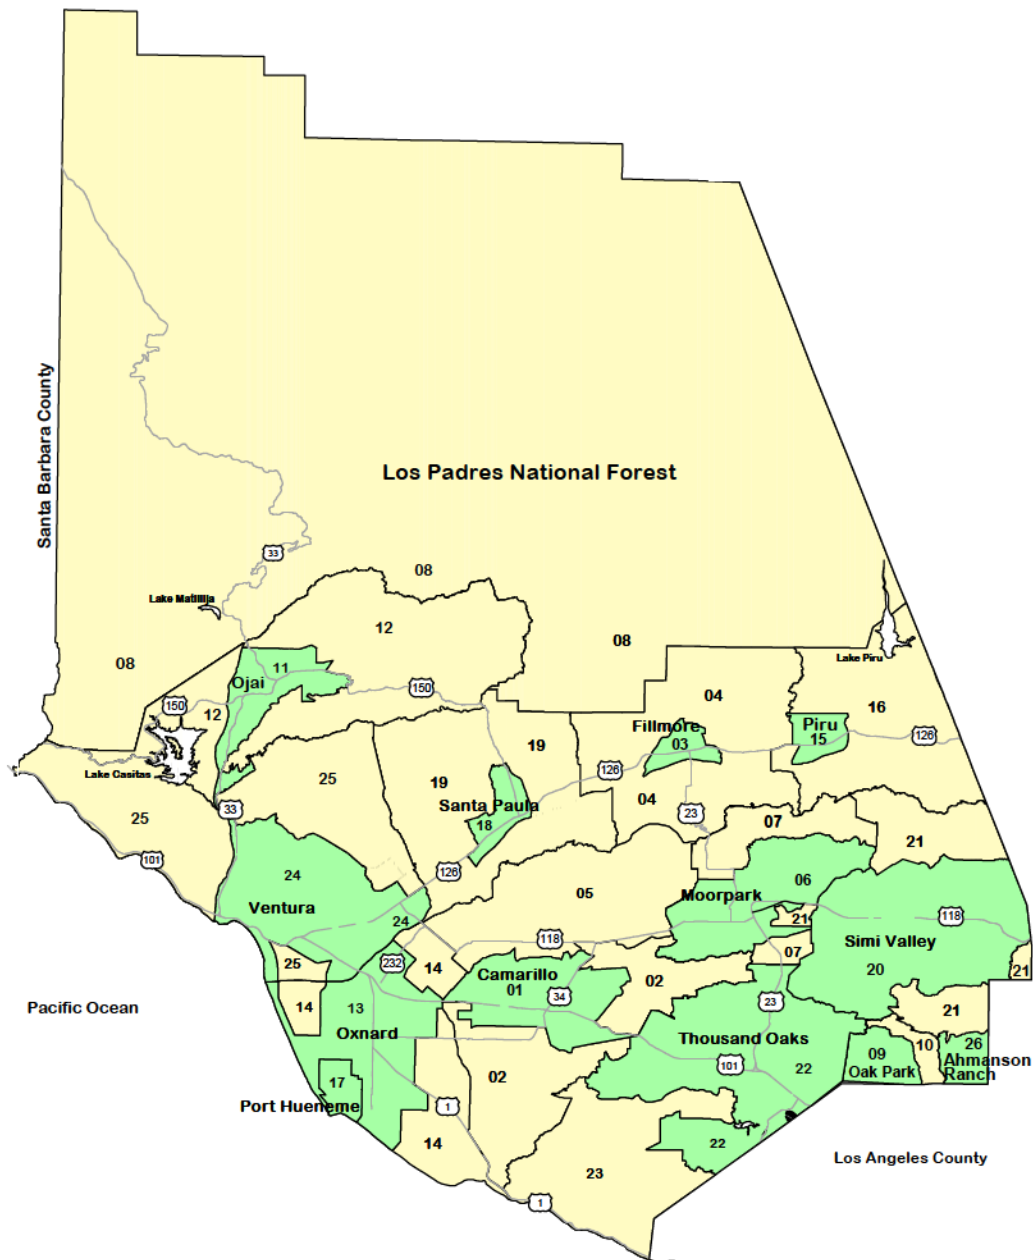 Santa Barbara County
Los Padres National Forest
33
08
Lake Matilija
12
08
08
11
Ojai
Lake Piru
150
04
16
150
12
Fillmore
Piru
03
15
126
19
126
Lake Casitas
25
19
04
Santa Paula
18
23
07
33
25
21
101
126
24
05
06
Ventura
Moorpark
24
21
118
118
Simi Valley
07
232
14
Camarillo
25
02
20
21
01
34
Pacific Ocean
14
13
23
21
Oxnard
Thousand Oaks
10
26
09
Ahmanson
Ranch
Oak Park
101
22
02
17
Port Hueneme
1
14
22
Los Angeles County
23
1